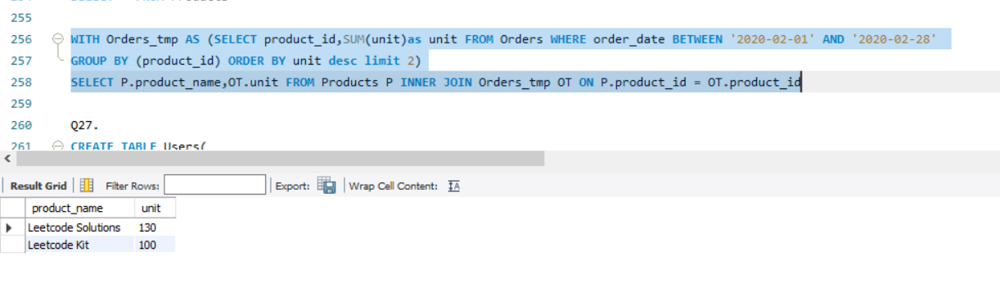 255
256 WITH Orders_tmp AS (SELECT product_id,SUM(unit)as unit FROM Orders WHERE order_date BETWEEN '2020-02-01' AND '2020-02-28'
257 GROUP BY (product_id) ORDER BY unit desc limit 2)
258 SELECT P.product_name,OT.unit FROM Products P INNER JOIN Orders_tmp OT ON P.product_id = OT.product_id
259
260 Q27.
261 CREATE TABLE Users(
Result Grid Filter Rows: Export: Wrap Cell Content:
product_name unit
Leetcode Solutions 130
Leetcode Kit 100